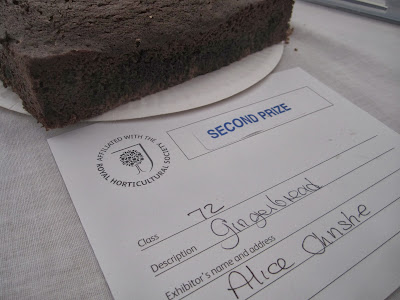 AFFILIATED WITH THE ROYAL HORTICULTURAL SOCIETY
SECOND PRIZE
Class 72
Description Gingerbread
Exhibitor's name and address
Alice